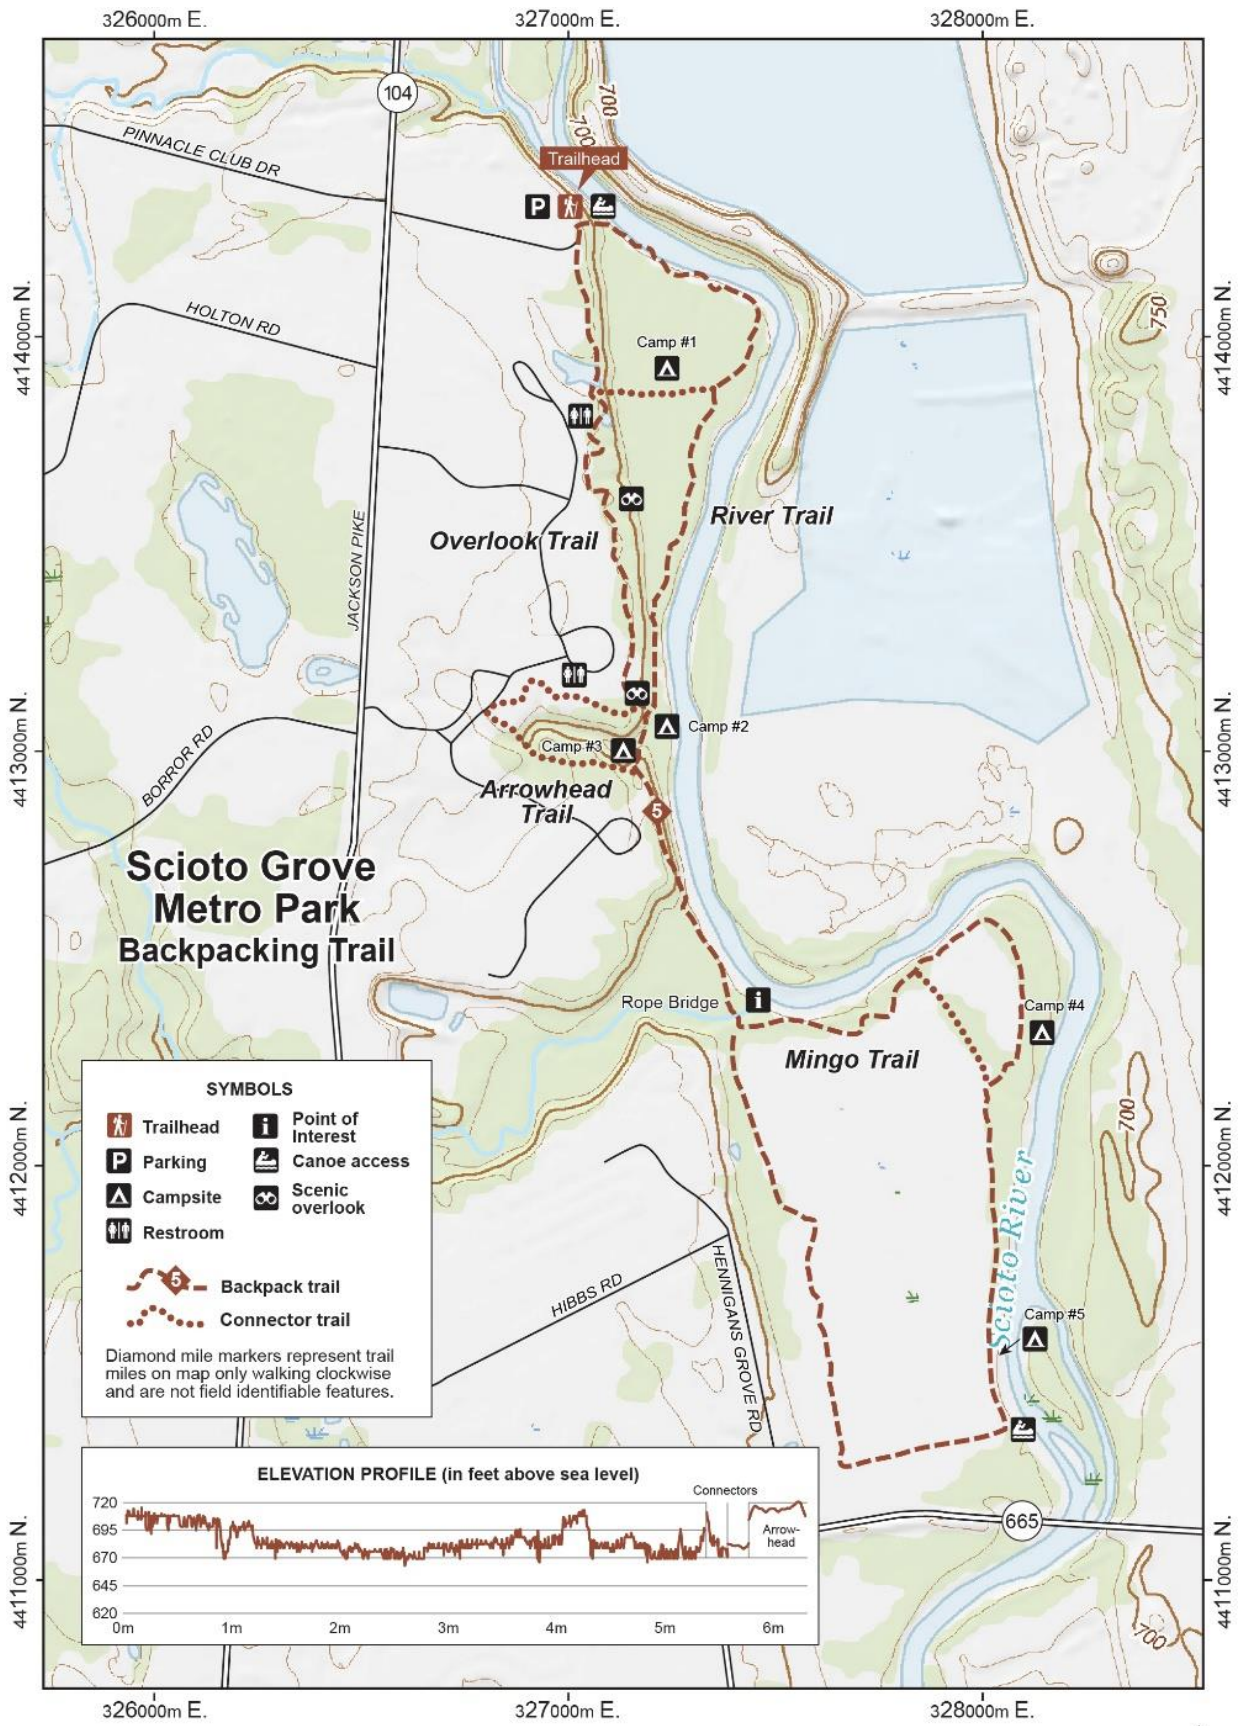 326000m E.
327000m E.
328000m E.
104
700
700
PINNACLE CLUB DR
Trailhead
P
4414000m N.
4414000m N.
HOLTON RD
750
Camp #1
River Trail
Overlook Trail
JACKSON PIKE
4413000m N.
4413000m N.
Camp #2
Camp #3
BORROR RD
Arrowhead
Trail
5
Scioto Grove
Metro Park
Backpacking Trail
Rope Bridge
i
Camp #4
Mingo Trail
SYMBOLS
Trailhead
P Parking
Campsite
Restroom
i Point of
Interest
Canoe access
Scenic
overlook
5 Backpack trail
Connector trail
Diamond mile markers represent trail
miles on map only walking clockwise
and are not field identifiable features.
4412000m N.
4412000m N.
700
Scioto River
HIBBS RD
HENNIGANS GROVE RD
Camp #5
ELEVATION PROFILE (in feet above sea level)
Connectors
720
695
670
645
620
Arrow-
head
0m 1m 2m 3m 4m 5m 6m
665
4411000m N.
4411000m N.
700
326000m E.
327000m E.
328000m E.